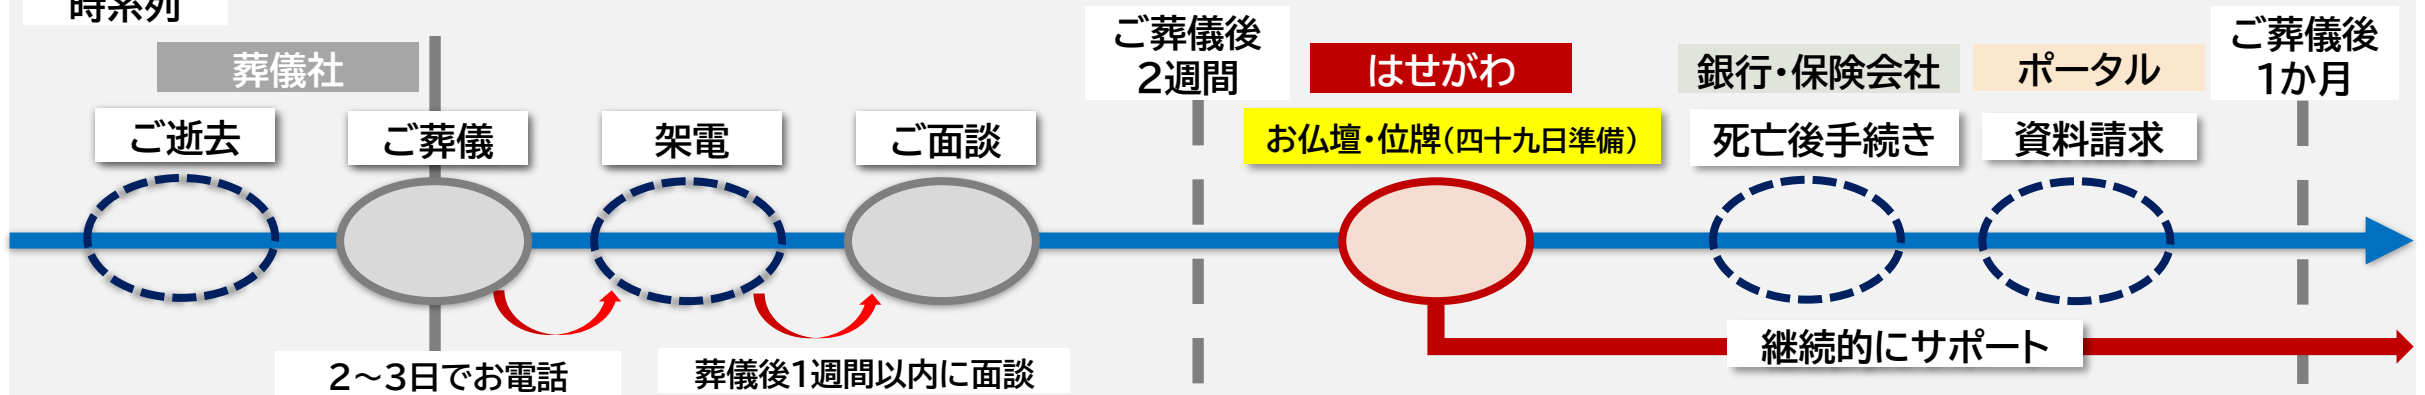 時系列
葬儀社
ご葬儀後
2週間
はせがわ
銀行・保険会社
ポータル
ご葬儀後
1か月
ご逝去
ご葬儀
架電
ご面談
お仏壇・位牌(四十九日準備)
死亡後手続き
資料請求
2～3日でお電話
葬儀後1週間以内に面談
継続的にサポート